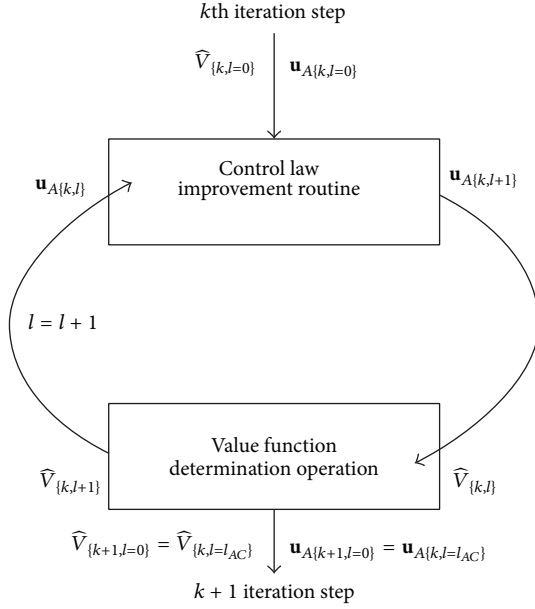 kth iteration step
V̂_{k,l=0} u_A{k,l=0}
Control law
improvement routine
u_A{k,l}
u_A{k,l+1}
l = l + 1
Value function
determination operation
V̂_{k,l+1}
V̂_{k,l}
V̂_{k+1,l=0} = V̂_{k,l=l_AC} u_A{k+1,l=0} = u_A{k,l=l_AC}
k + 1 iteration step